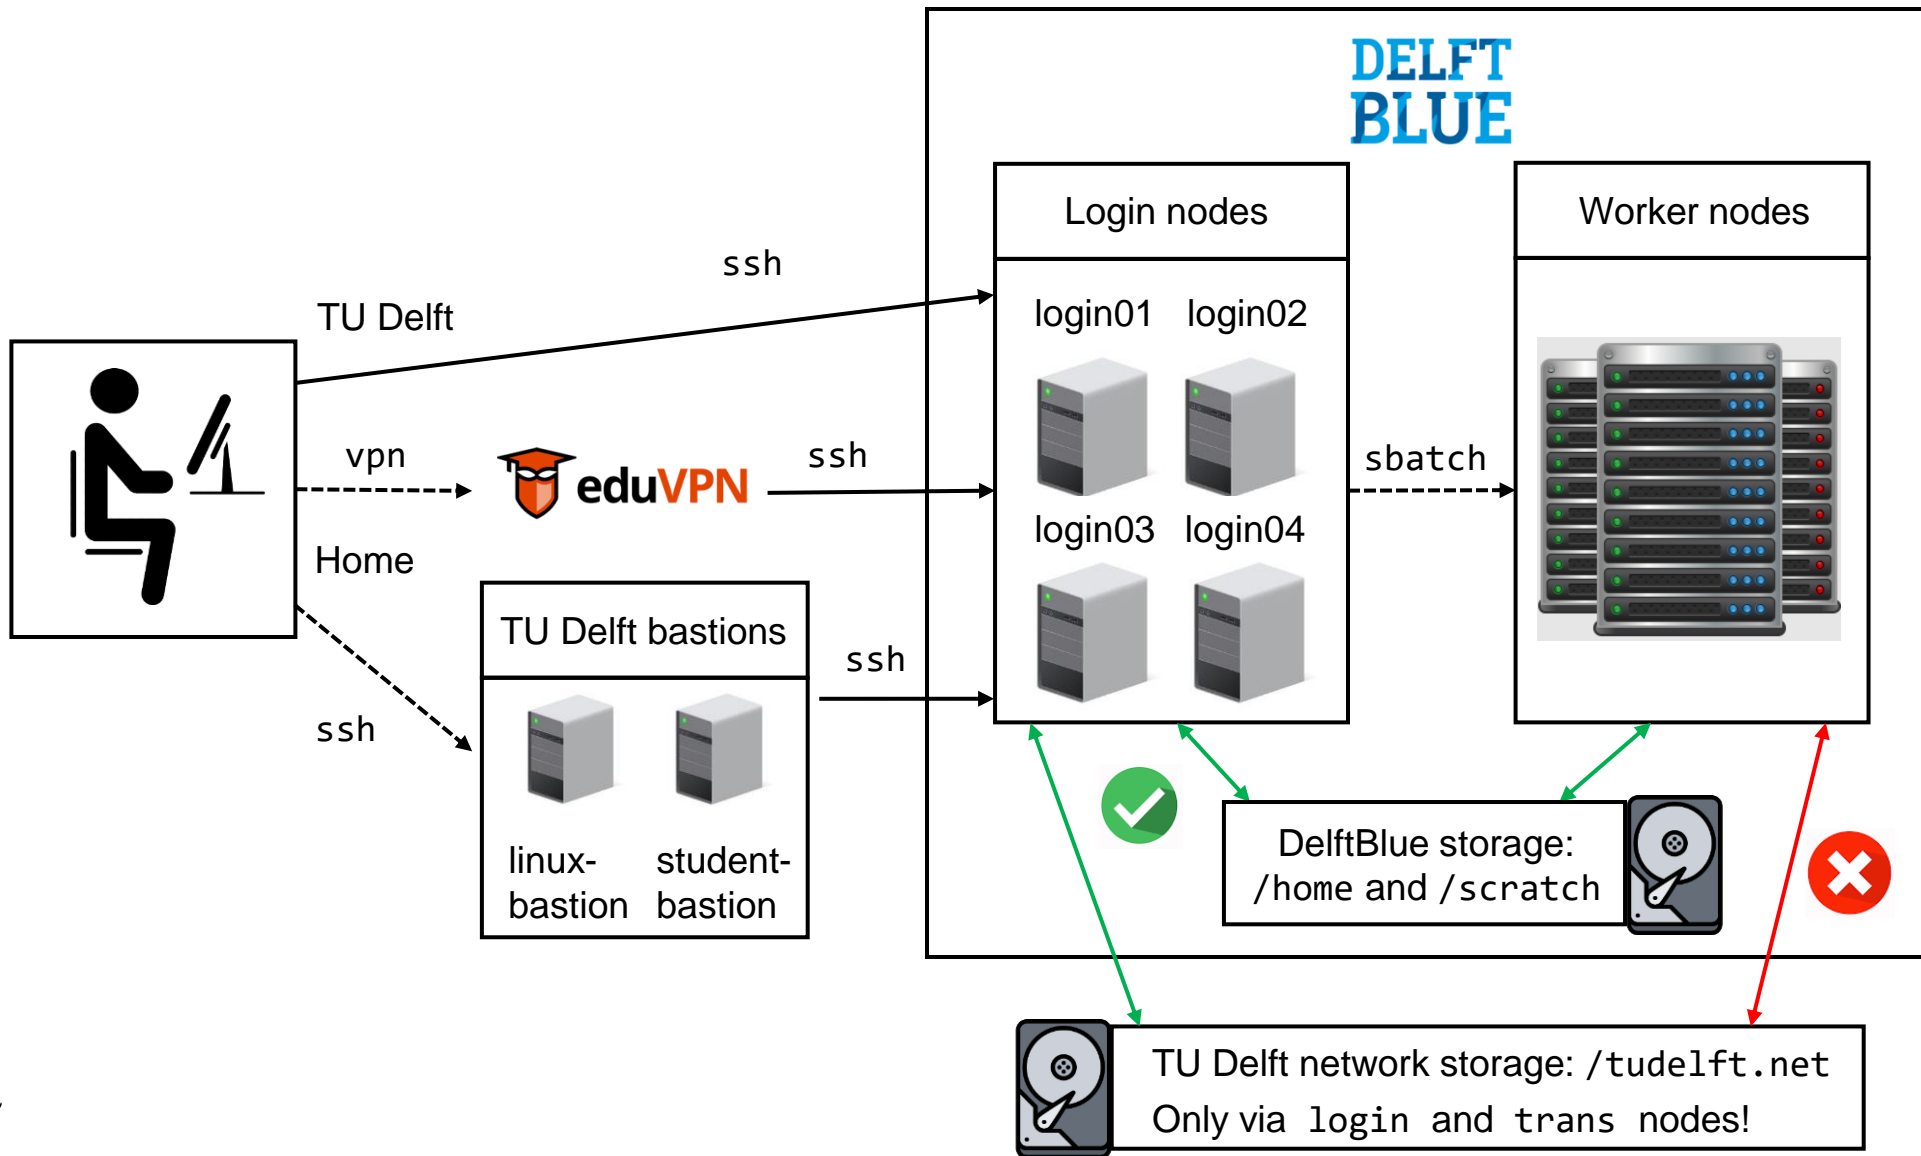 DELFT
BLUE
Login nodes
Worker nodes
ssh
TU Delft
login01 login02
vpn
eduVPN
ssh
sbatch
login03 login04
Home
TU Delft bastions
ssh
ssh
linux-
bastion
student-
bastion
DelftBlue storage:
/home and /scratch
TU Delft network storage: /tudelft.net
Only via login and trans nodes!